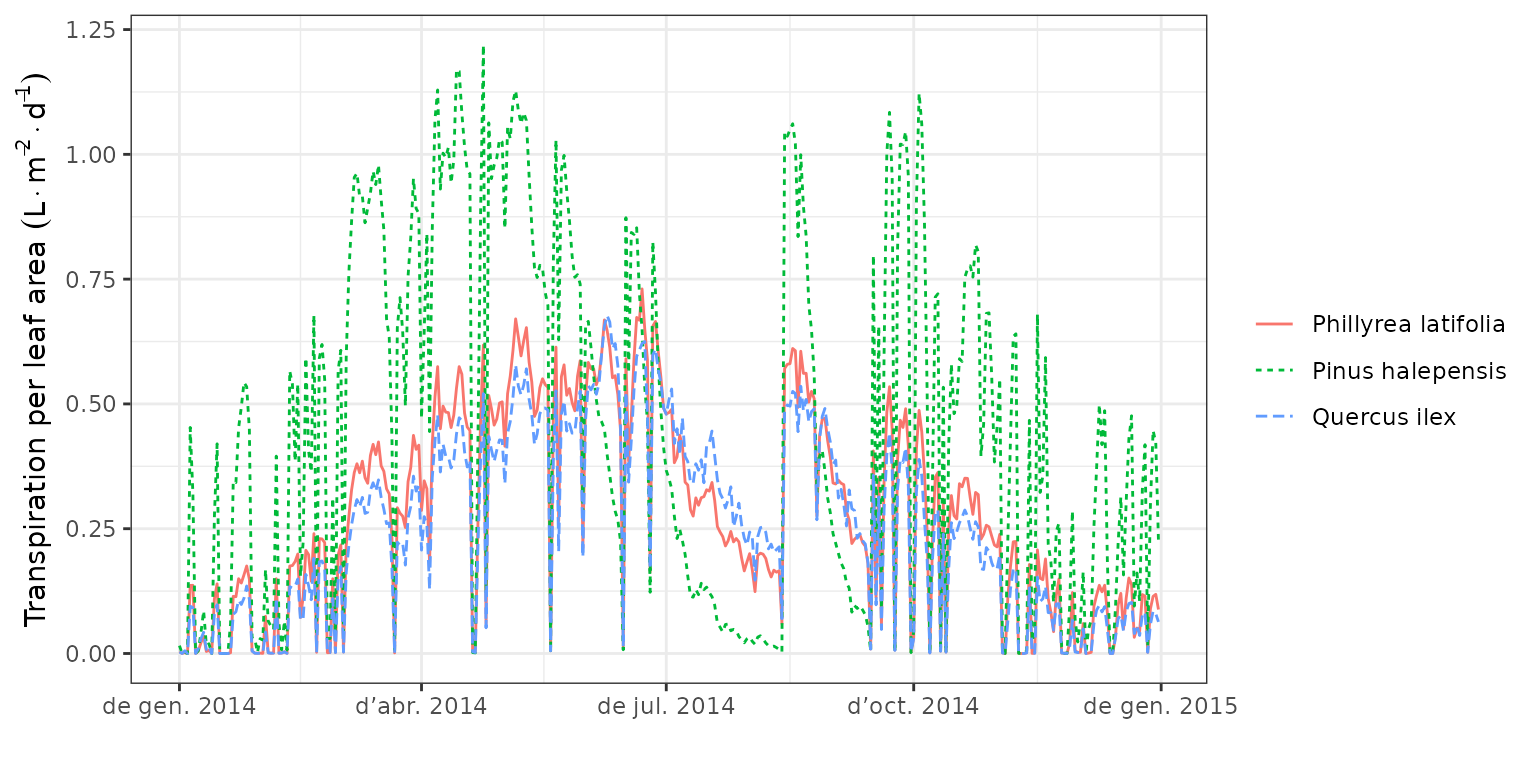 Transpiration per leaf area (L · m⁻² · d⁻¹)
1.25
1.00
0.75
0.50
0.25
0.00
de gen. 2014
d’abr. 2014
de jul. 2014
d’oct. 2014
de gen. 2015
Phillyrea latifolia
Pinus halepensis
Quercus ilex